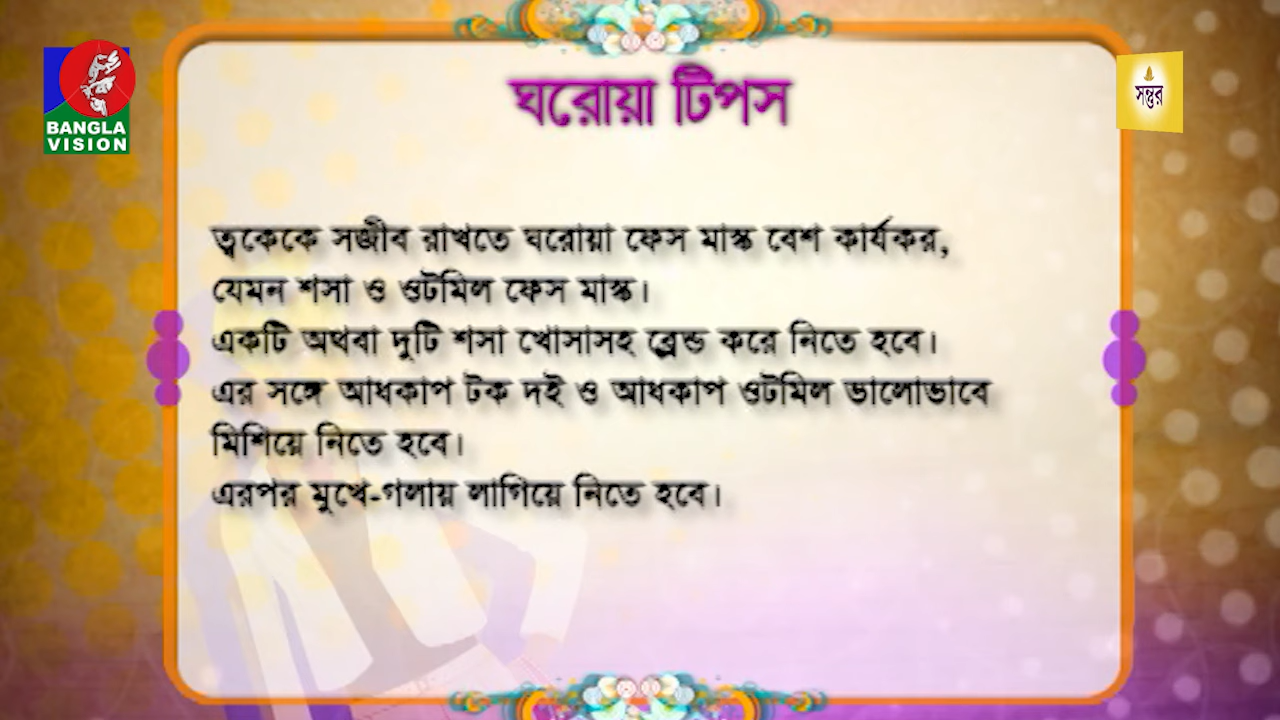 BANGLA
VISION
সন্তুর
ঘরোয়া টিপস
ত্বকেকে সজীব রাখতে ঘরোয়া ফেস মাস্ক বেশ কার্যকর,
যেমন শসা ও ওটমিল ফেস মাস্ক।
একটি অথবা দুটি শসা খোসাসহ ব্লেন্ড করে নিতে হবে।
এর সঙ্গে আধকাপ টক দই ও আধকাপ ওটমিল ভালোভাবে
মিশিয়ে নিতে হবে।
এরপর মুখে-গলায় লাগিয়ে নিতে হবে।